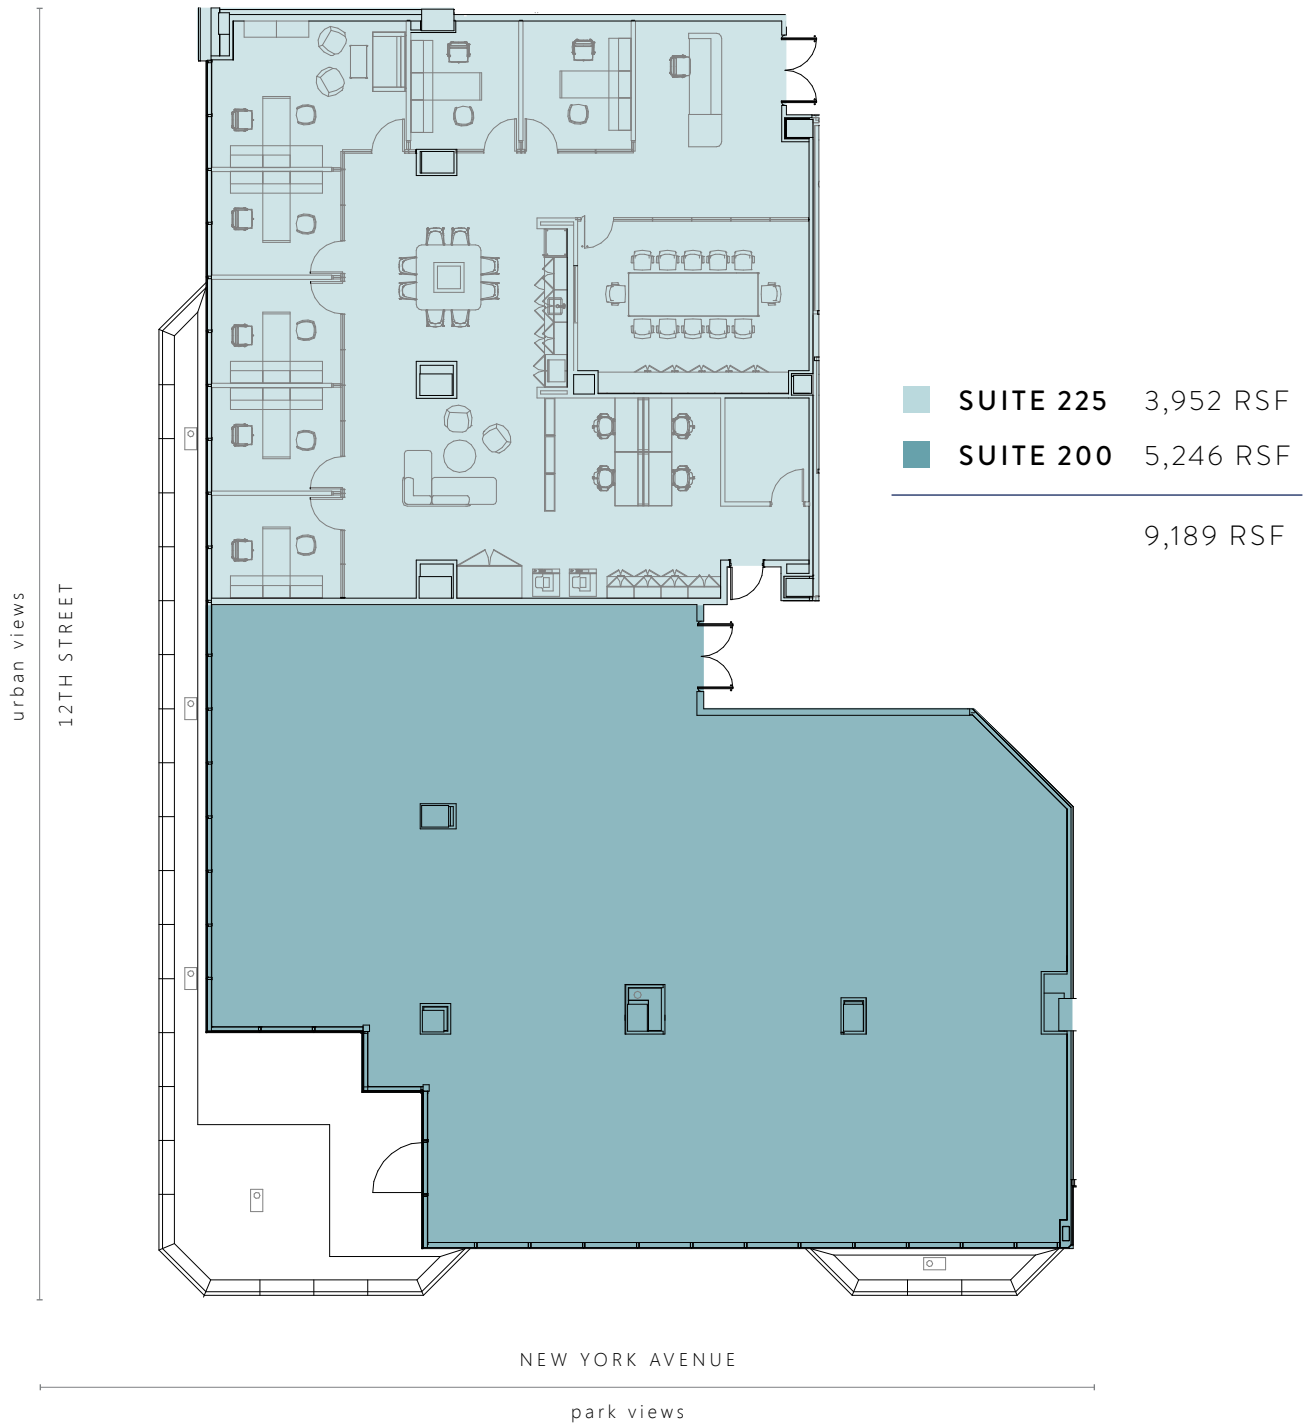 SUITE 225 3,952 RSF
SUITE 200 5,246 RSF
9,189 RSF
urban views
12TH STREET
NEW YORK AVENUE
park views